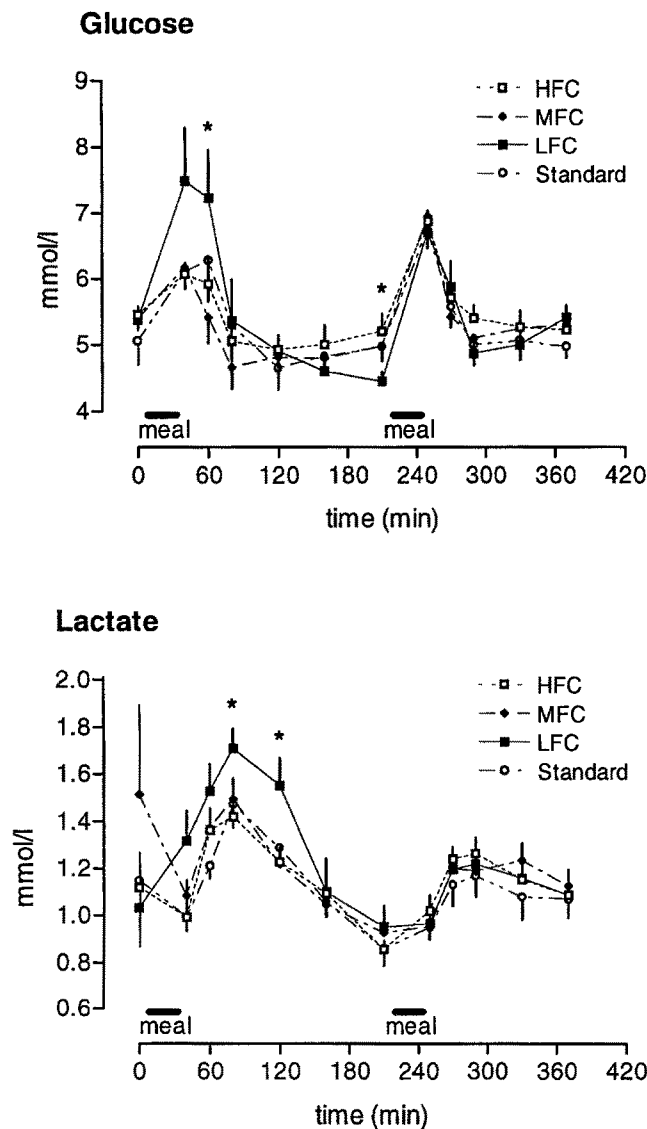 Glucose
9
8
7
6
5
4
mmol/l
*
*
HFC
MFC
LFC
Standard
meal
meal
0 60 120 180 240 300 360 420
time (min)
Lactate
2.0
1.8
1.6
1.4
1.2
1.0
0.8
0.6
mmol/l
*
*
HFC
MFC
LFC
Standard
meal
meal
0 60 120 180 240 300 360 420
time (min)